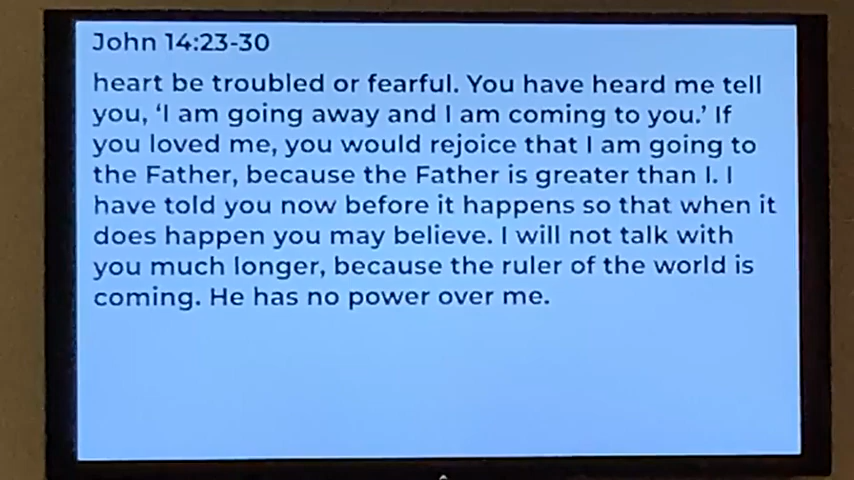 John 14:23-30
heart be troubled or fearful. You have heard me tell
you, ‘I am going away and I am coming to you.’ If
you loved me, you would rejoice that I am going to
the Father, because the Father is greater than I. I
have told you now before it happens so that when it
does happen you may believe. I will not talk with
you much longer, because the ruler of the world is
coming. He has no power over me.